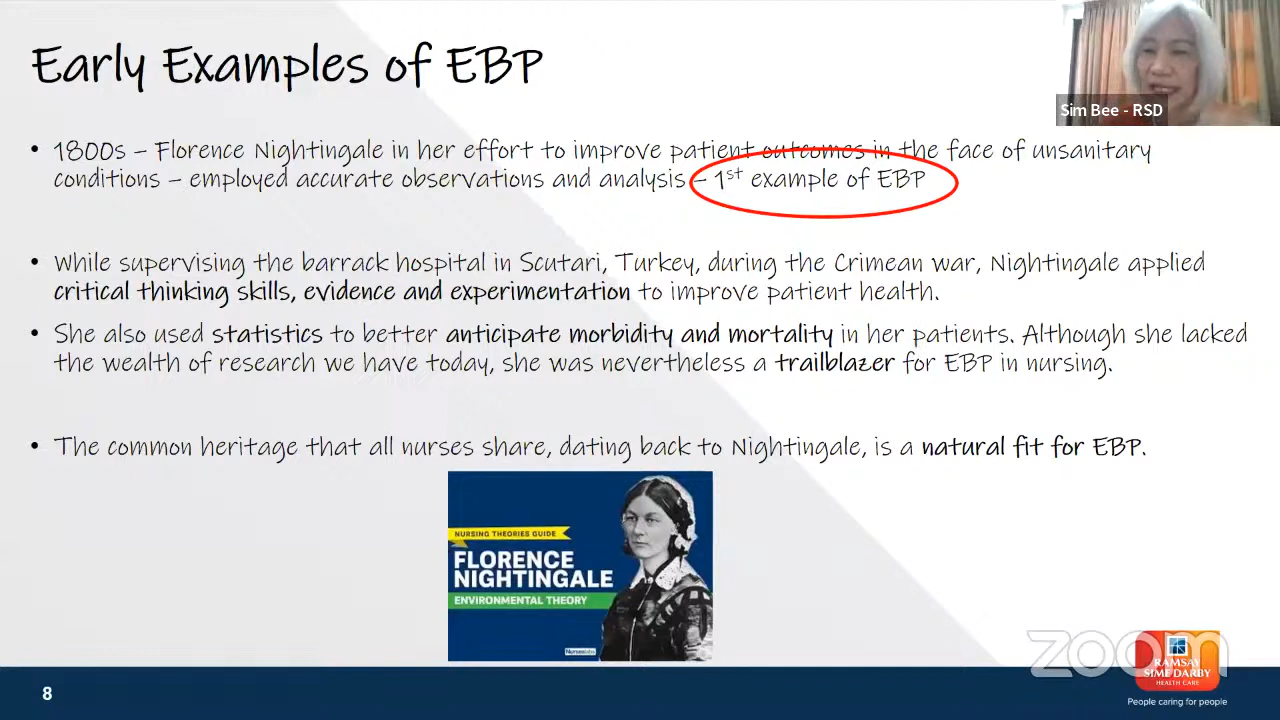 Early Examples of EBP
Sim Bee - RSD
• 1800s – Florence Nightingale in her effort to improve patient outcomes in the face of unsanitary
conditions – employed accurate observations and analysis – 1st example of EBP
• While supervising the barrack hospital in Scutari, Turkey, during the Crimean war, Nightingale applied
critical thinking skills, evidence and experimentation to improve patient health.
• She also used statistics to better anticipate morbidity and mortality in her patients. Although she lacked
the wealth of research we have today, she was nevertheless a trailblazer for EBP in nursing.
• The common heritage that all nurses share, dating back to Nightingale, is a natural fit for EBP.
NURSING THEORIES GUIDE
FLORENCE
NIGHTINGALE
ENVIRONMENTAL THEORY
Nurseslabs
zoom
RAMSAY
SIME DARBY
HEALTH CARE
People caring for people
8